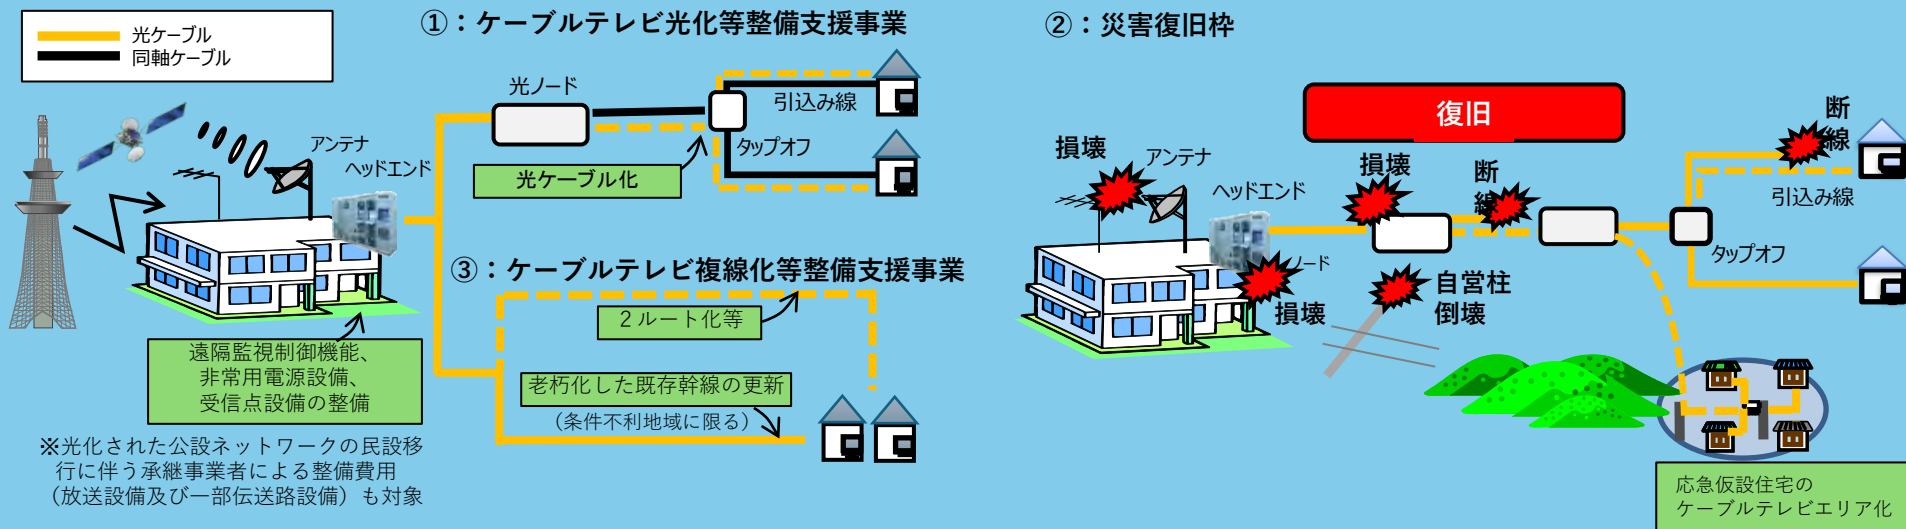 光ケーブル
同軸ケーブル
①：ケーブルテレビ光化等整備支援事業
光ノード
引込み線
タップオフ
光ケーブル化
アンテナ
ヘッドエンド
③：ケーブルテレビ複線化等整備支援事業
２ルート化等
老朽化した既存幹線の更新
（条件不利地域に限る）
遠隔監視制御機能、
非常用電源設備、
受信点設備の整備
※光化された公設ネットワークの民設移
行に伴う承継事業者による整備費用
（放送設備及び一部伝送路設備）も対象
②：災害復旧枠
復旧
損壊
アンテナ
ヘッドエンド
損壊
断
線
断
線
引込み線
タップオフ
ノード
損壊
自営柱
倒壊
応急仮設住宅の
ケーブルテレビエリア化